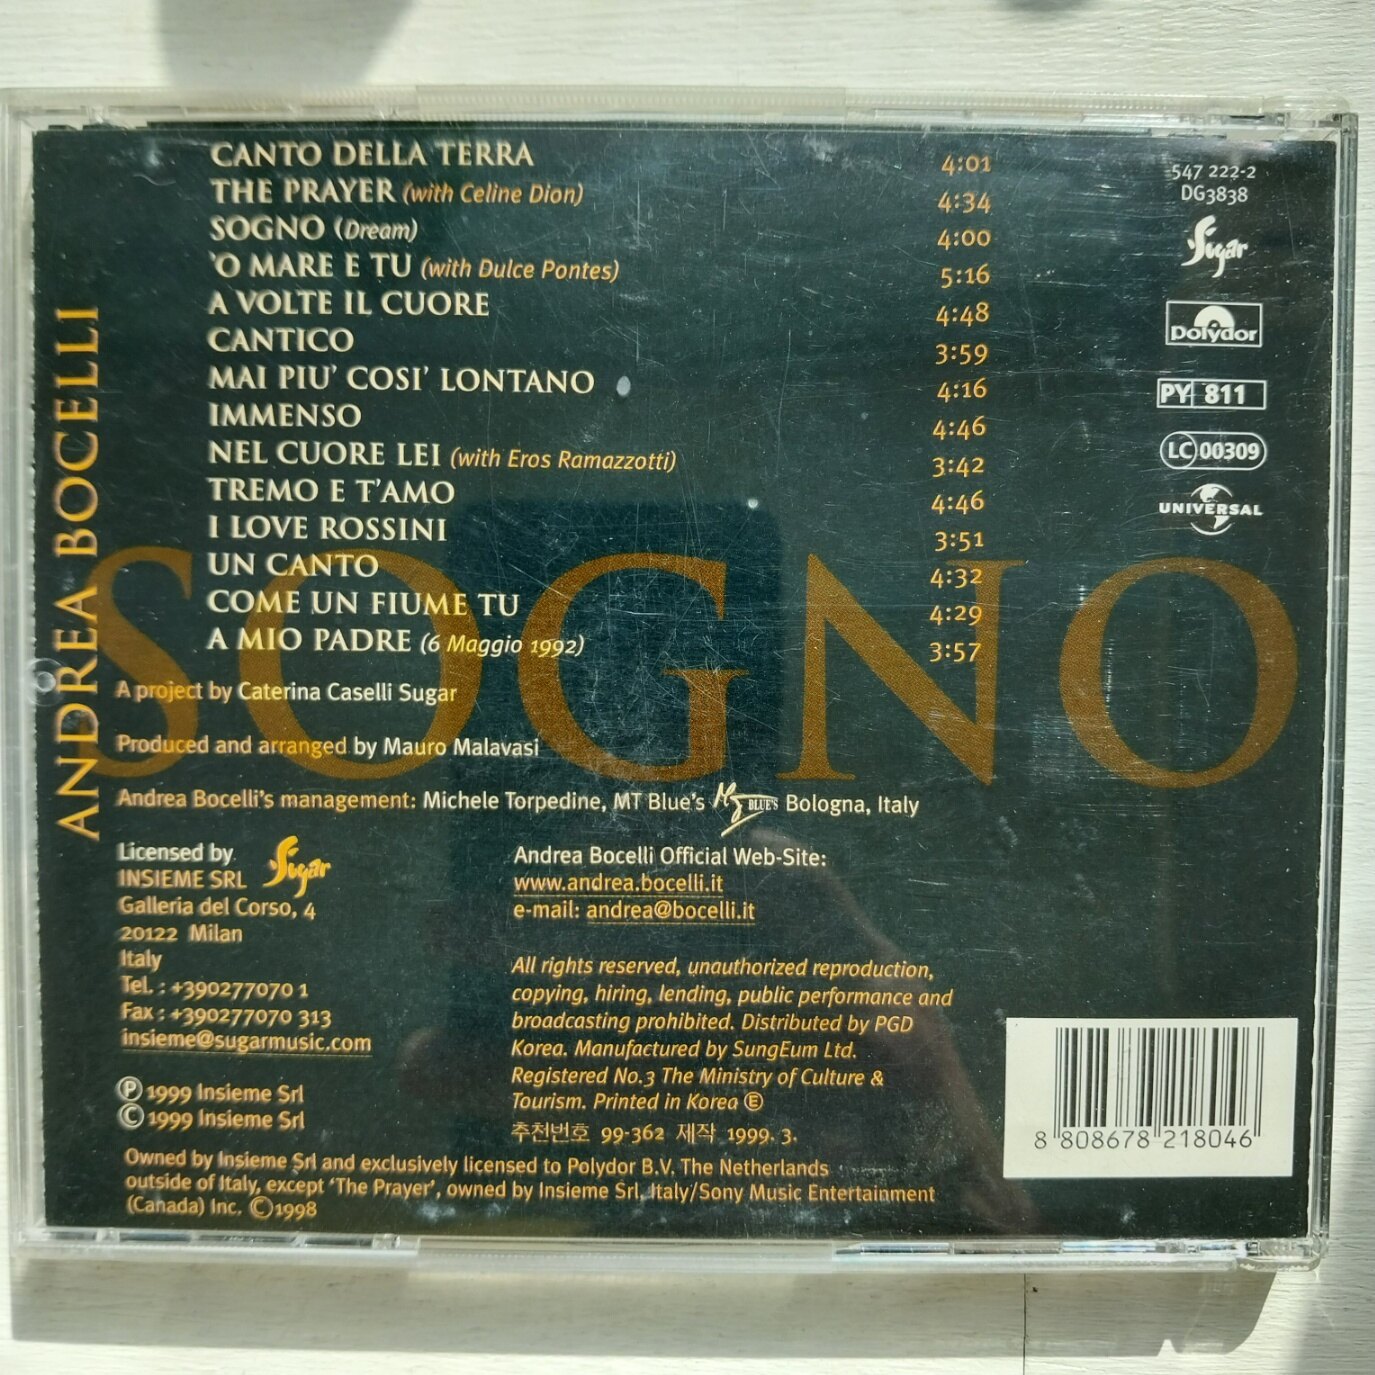 CANTO DELLA TERRA 4:01
THE PRAYER (with Celine Dion) 4:34
SOGNO (Dream) 4:00
'O MARE E TU (with Dulce Pontes) 5:16
A VOLTE IL CUORE 4:48
CANTICO 3:59
MAI PIU' COSI' LONTANO 4:16
IMMENSO 4:46
NEL CUORE LEI (with Eros Ramazzotti) 3:42
TREMO E T'AMO 4:46
I LOVE ROSSINI 3:51
UN CANTO 4:32
COME UN FIUME TU 4:29
A MIO PADRE (6 Maggio 1992) 3:57
547 222-2
DG3838
Sugar
Polydor
PY 811
LC 00309
UNIVERSAL
ANDREA BOCELLI
SOGNO
A project by Caterina Caselli Sugar
Produced and arranged by Mauro Malavasi
Andrea Bocelli's management: Michele Torpedine, MT Blue's MT BLUE'S Bologna, Italy
Licensed by Sugar
INSIEME SRL
Galleria del Corso, 4
20122 Milan
Italy
Tel. : +390277070 1
Fax : +390277070 313
insieme@sugarmusic.com
Ⓟ 1999 Insieme Srl
© 1999 Insieme Srl
Andrea Bocelli Official Web-Site:
www.andrea.bocelli.it
e-mail: andrea@bocelli.it
All rights reserved, unauthorized reproduction,
copying, hiring, lending, public performance and
broadcasting prohibited. Distributed by PGD
Korea. Manufactured by SungEum Ltd.
Registered No.3 The Ministry of Culture &
Tourism. Printed in Korea Ⓔ
추천번호 99-362 제작 1999. 3.
Owned by Insieme Srl and exclusively licensed to Polydor B.V. The Netherlands
outside of Italy, except 'The Prayer', owned by Insieme Srl, Italy/Sony Music Entertainment
(Canada) Inc. ©1998
8 808678 218046